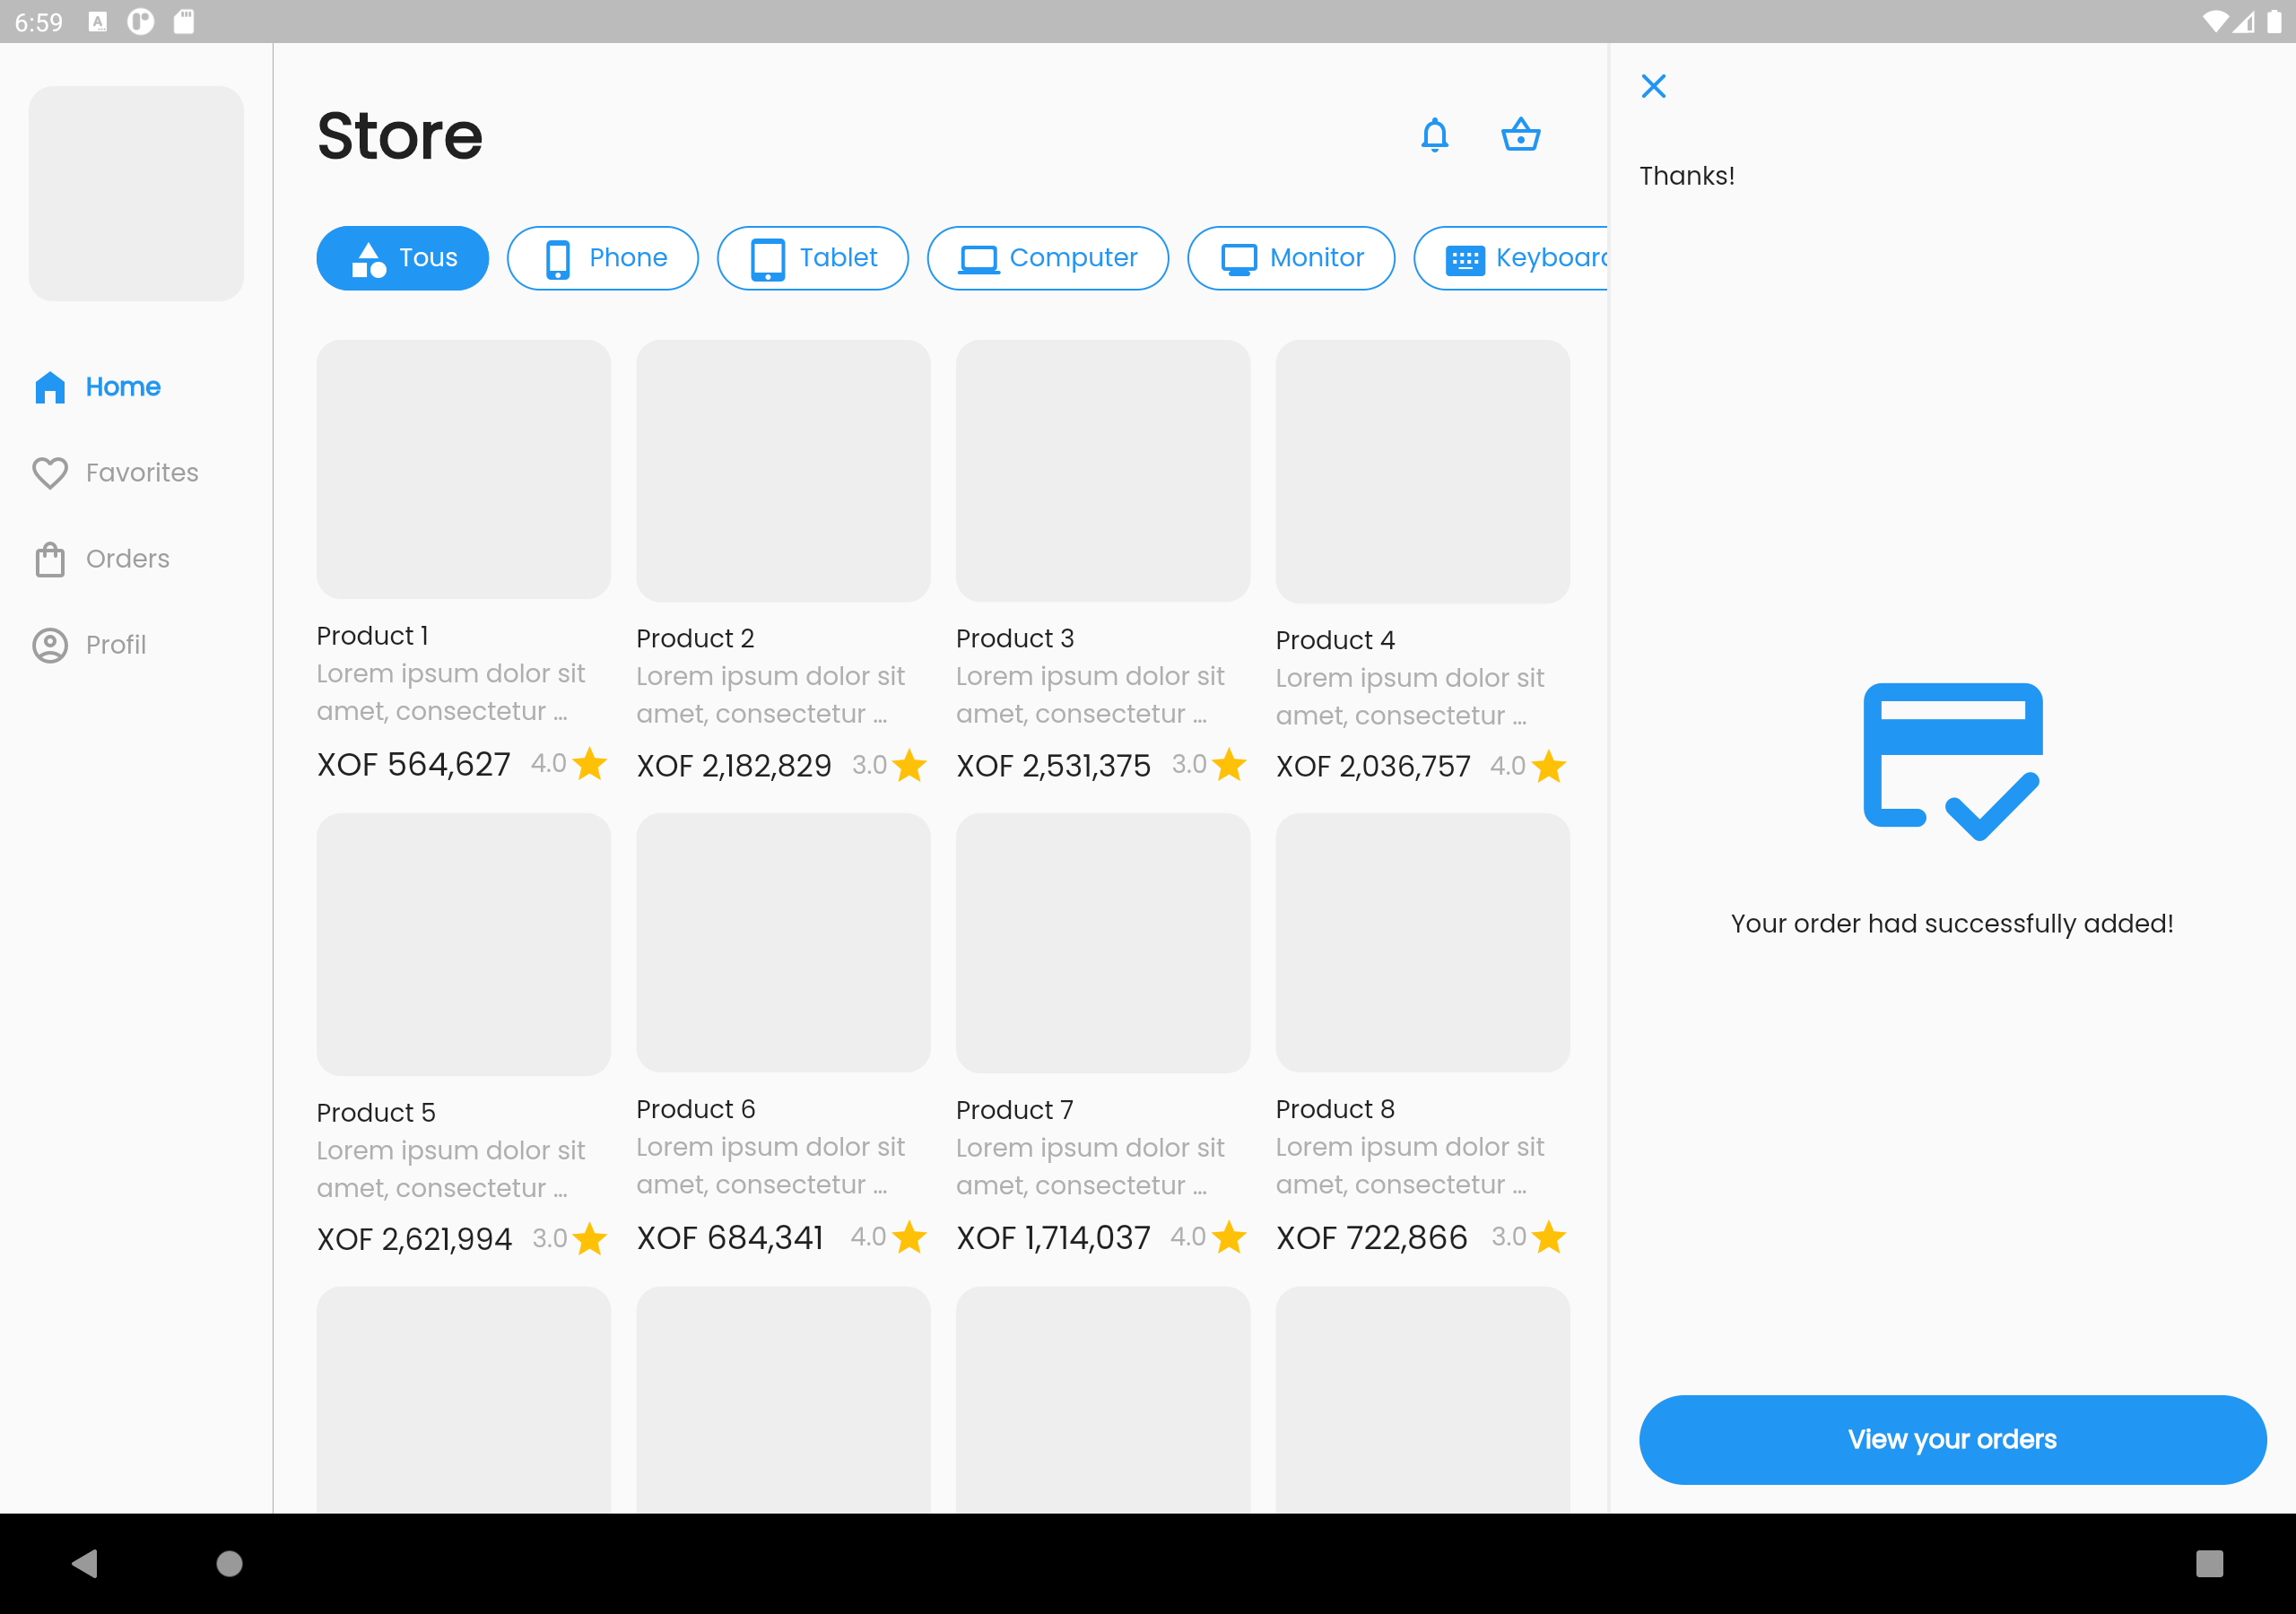 6:59
Home
Favorites
Orders
Profil
Store
Tous
Phone
Tablet
Computer
Monitor
Keyboard
Product 1
Lorem ipsum dolor sit
amet, consectetur ...
XOF 564,627
4.0
Product 2
Lorem ipsum dolor sit
amet, consectetur ...
XOF 2,182,829
3.0
Product 3
Lorem ipsum dolor sit
amet, consectetur ...
XOF 2,531,375
3.0
Product 4
Lorem ipsum dolor sit
amet, consectetur ...
XOF 2,036,757
4.0
Product 5
Lorem ipsum dolor sit
amet, consectetur ...
XOF 2,621,994
3.0
Product 6
Lorem ipsum dolor sit
amet, consectetur ...
XOF 684,341
4.0
Product 7
Lorem ipsum dolor sit
amet, consectetur ...
XOF 1,714,037
4.0
Product 8
Lorem ipsum dolor sit
amet, consectetur ...
XOF 722,866
3.0
Thanks!
Your order had successfully added!
View your orders